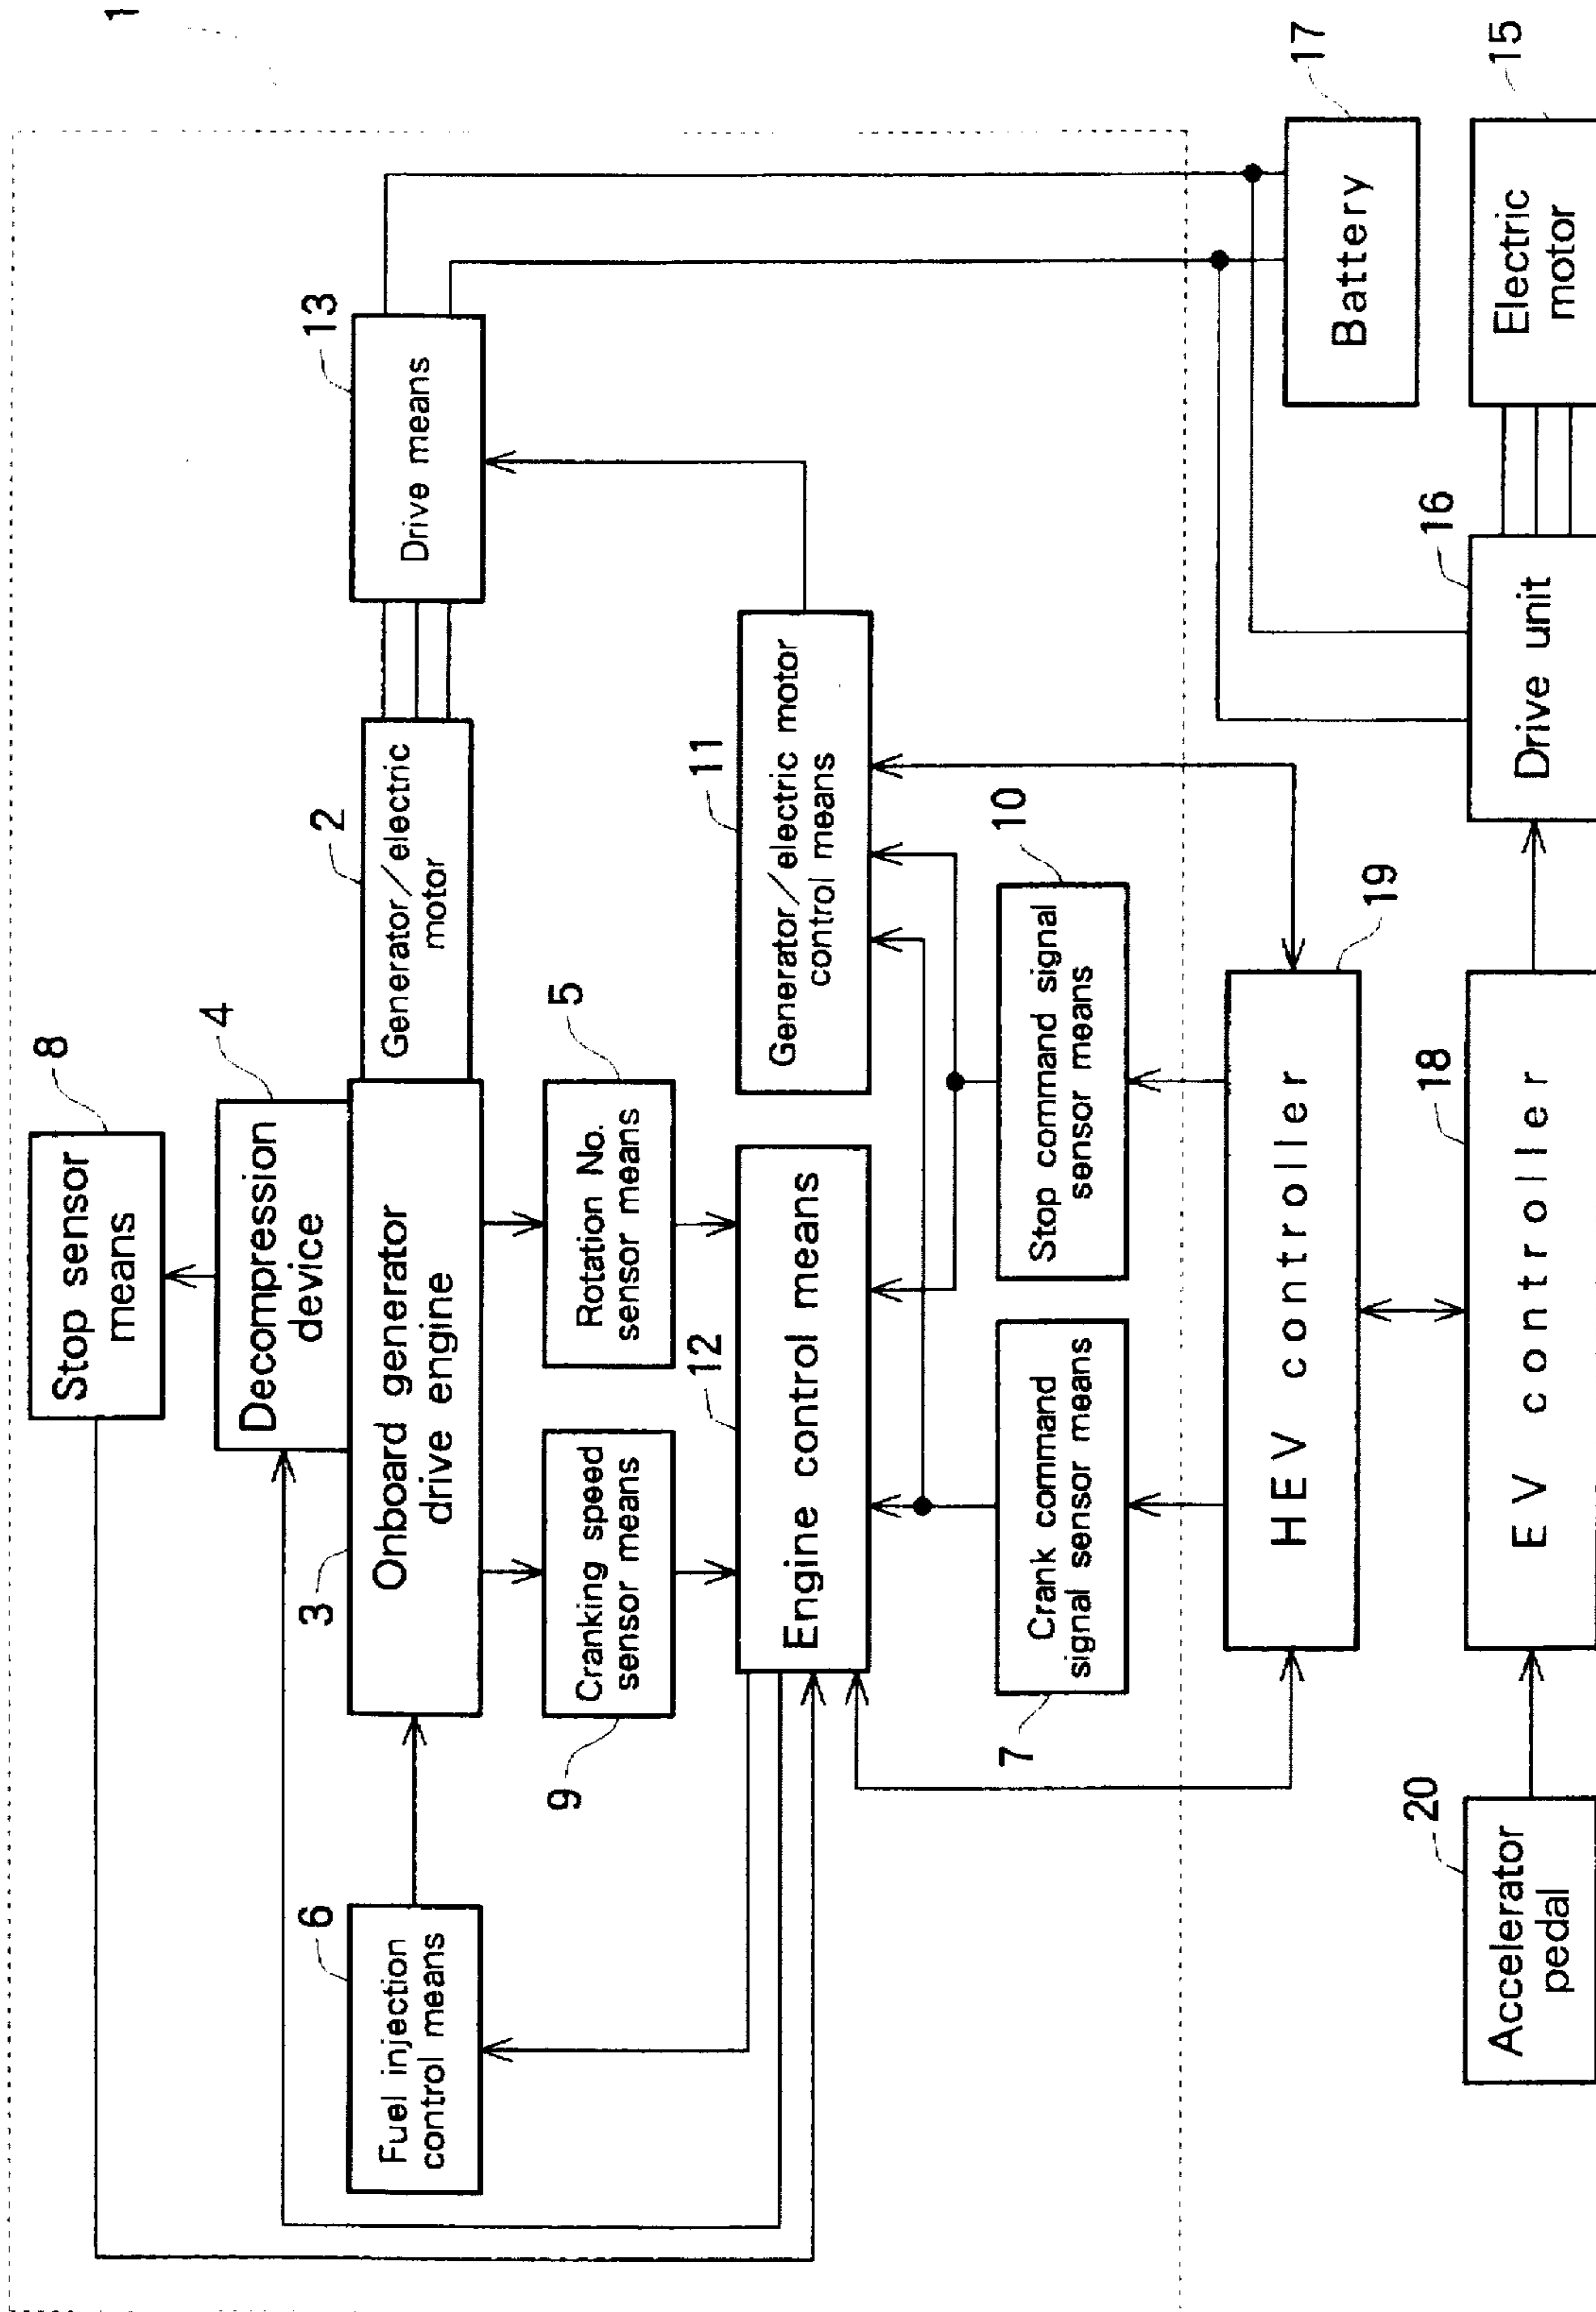 1
8
Stop sensor
means
4
Decompression
device
3
Onboard generator
drive engine
2
Generator/electric
motor
13
Drive means
6
Fuel injection
control means
9
Cranking speed
sensor means
5
Rotation No.
sensor means
12
Engine control means
11
Generator/electric motor
control means
7
Crank command
signal sensor means
10
Stop command signal
sensor means
19
HEV controller
17
Battery
20
Accelerator
pedal
18
EV controller
16
Drive unit
15
Electric
motor